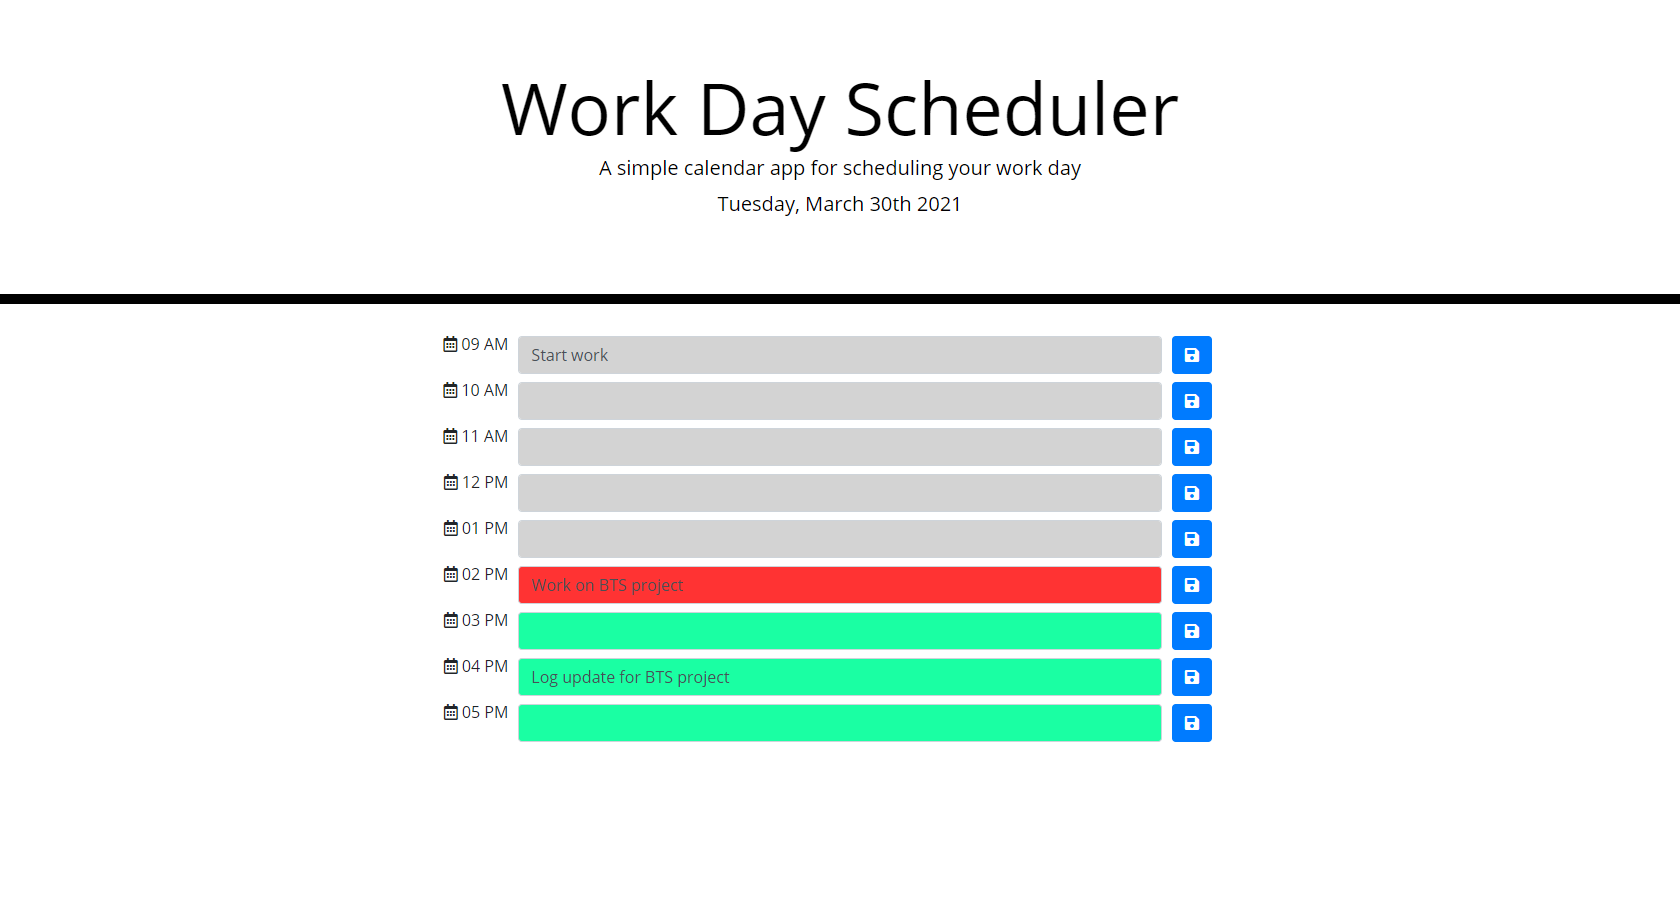 Work Day Scheduler
A simple calendar app for scheduling your work day
Tuesday, March 30th 2021
09 AM Start work
10 AM
11 AM
12 PM
01 PM
02 PM Work on BTS project
03 PM
04 PM Log update for BTS project
05 PM